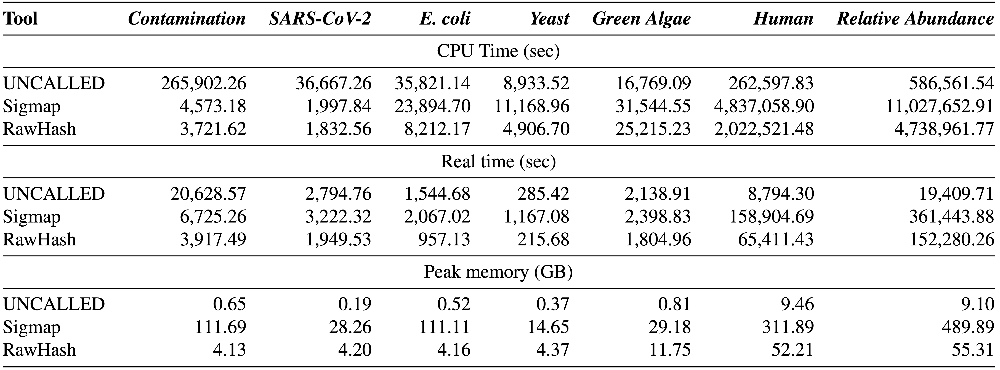 Tool Contamination SARS-CoV-2 E. coli Yeast Green Algae Human Relative Abundance
CPU Time (sec)
UNCALLED 265,902.26 36,667.26 35,821.14 8,933.52 16,769.09 262,597.83 586,561.54
Sigmap 4,573.18 1,997.84 23,894.70 11,168.96 31,544.55 4,837,058.90 11,027,652.91
RawHash 3,721.62 1,832.56 8,212.17 4,906.70 25,215.23 2,022,521.48 4,738,961.77
Real time (sec)
UNCALLED 20,628.57 2,794.76 1,544.68 285.42 2,138.91 8,794.30 19,409.71
Sigmap 6,725.26 3,222.32 2,067.02 1,167.08 2,398.83 158,904.69 361,443.88
RawHash 3,917.49 1,949.53 957.13 215.68 1,804.96 65,411.43 152,280.26
Peak memory (GB)
UNCALLED 0.65 0.19 0.52 0.37 0.81 9.46 9.10
Sigmap 111.69 28.26 111.11 14.65 29.18 311.89 489.89
RawHash 4.13 4.20 4.16 4.37 11.75 52.21 55.31